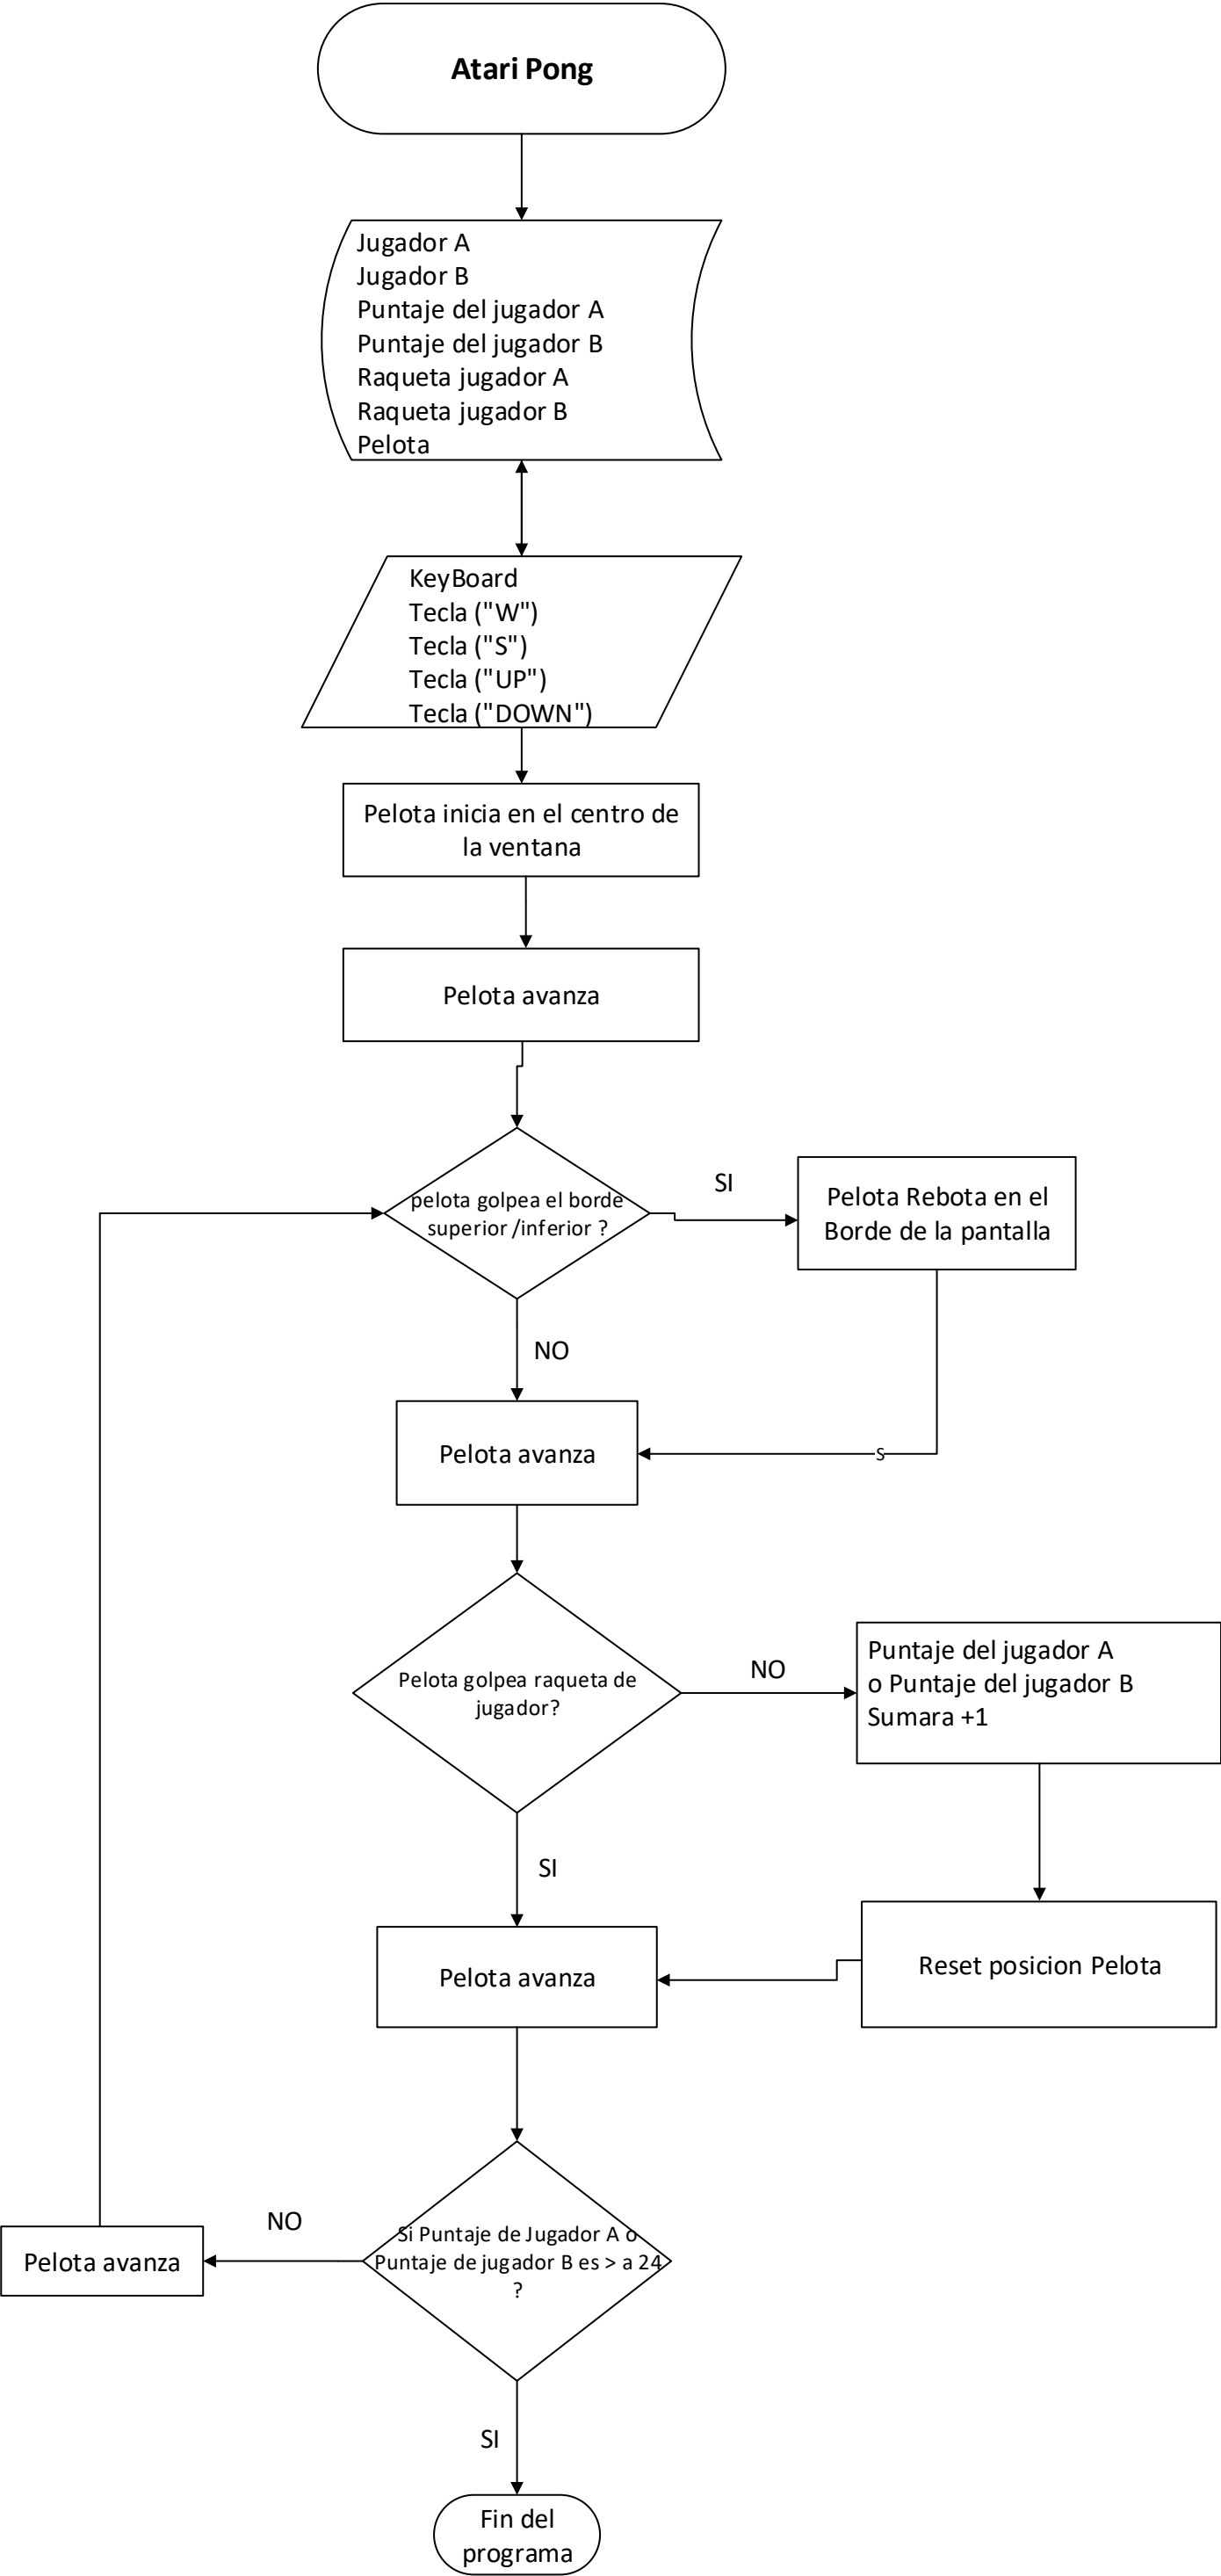 Atari Pong
Jugador A
Jugador B
Puntaje del jugador A
Puntaje del jugador B
Raqueta jugador A
Raqueta jugador B
Pelota
KeyBoard
Tecla ("W")
Tecla ("S")
Tecla ("UP")
Tecla ("DOWN")
Pelota inicia en el centro de
la ventana
Pelota avanza
pelota golpea el borde
superior /inferior ?
SI
Pelota Rebota en el
Borde de la pantalla
NO
Pelota avanza
S
Pelota golpea raqueta de
jugador?
NO
Puntaje del jugador A
o Puntaje del jugador B
Sumara +1
SI
Pelota avanza
Reset posicion Pelota
Si Puntaje de Jugador A o
Puntaje de jugador B es > a 24
?
NO
Pelota avanza
SI
Fin del
programa